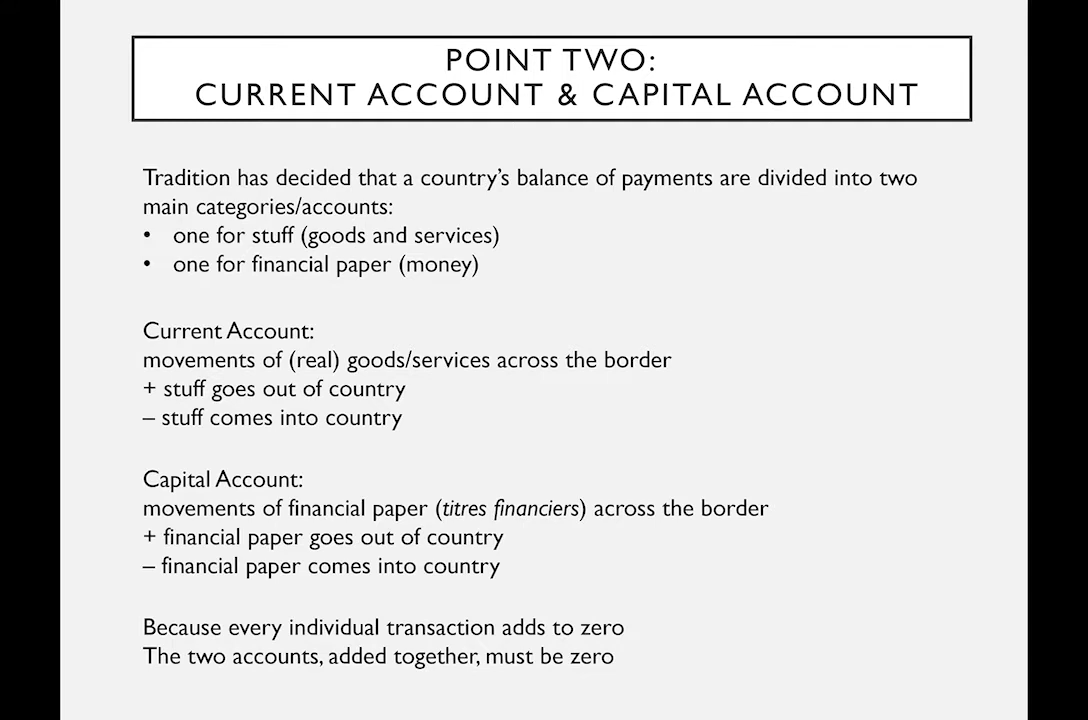 POINT TWO:
CURRENT ACCOUNT & CAPITAL ACCOUNT
Tradition has decided that a country’s balance of payments are divided into two
main categories/accounts:
• one for stuff (goods and services)
• one for financial paper (money)
Current Account:
movements of (real) goods/services across the border
+ stuff goes out of country
– stuff comes into country
Capital Account:
movements of financial paper (titres financiers) across the border
+ financial paper goes out of country
– financial paper comes into country
Because every individual transaction adds to zero
The two accounts, added together, must be zero